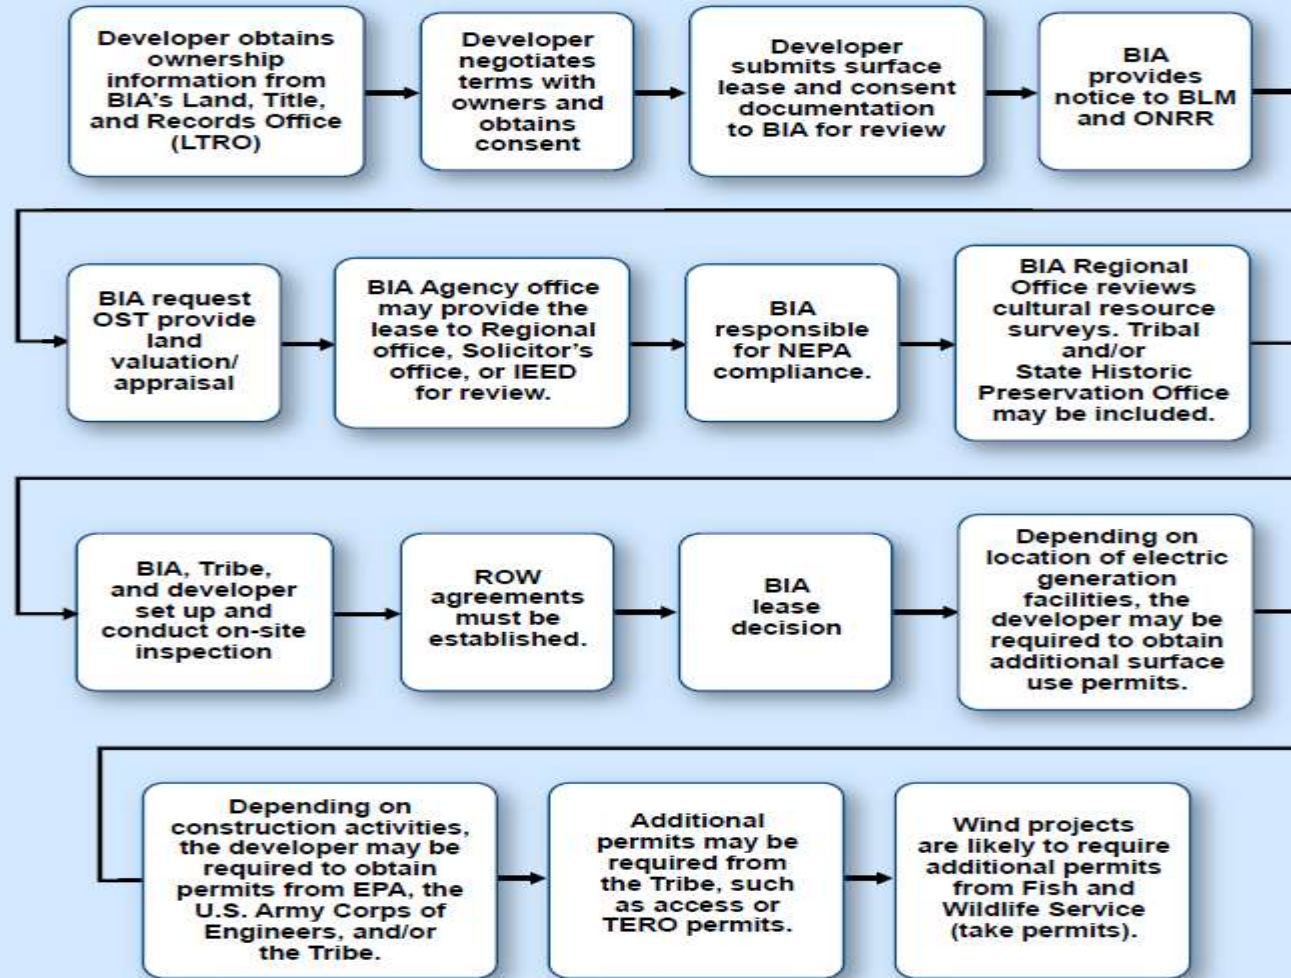 Developer obtains
ownership
information from
BIA's Land, Title,
and Records Office
(LTRO)
Developer
negotiates
terms with
owners and
obtains
consent
Developer
submits surface
lease and consent
documentation
to BIA for review
BIA
provides
notice to BLM
and ONRR
BIA request
OST provide
land
valuation/
appraisal
BIA Agency office
may provide the
lease to Regional
office, Solicitor's
office, or IEED
for review.
BIA
responsible
for NEPA
compliance.
BIA Regional
Office reviews
cultural resource
surveys. Tribal
and/or
State Historic
Preservation Office
may be included.
BIA, Tribe,
and developer
set up and
conduct on-site
inspection
ROW
agreements
must be
established.
BIA
lease
decision
Depending on
location of electric
generation
facilities, the
developer may be
required to obtain
additional surface
use permits.
Depending on
construction activities,
the developer may be
required to obtain
permits from EPA, the
U.S. Army Corps of
Engineers, and/or
the Tribe.
Additional
permits may be
required from
the Tribe, such
as access or
TERO permits.
Wind projects
are likely to require
additional permits
from Fish and
Wildlife Service
(take permits).